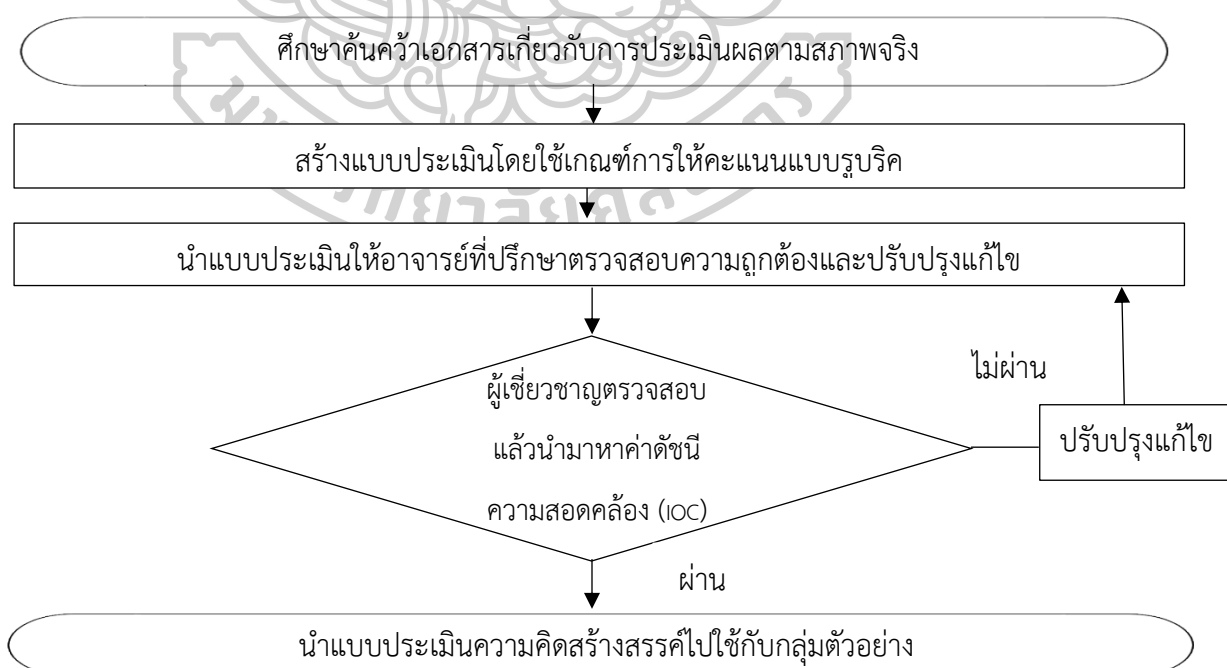 ศึกษาค้นคว้าเอกสารเกี่ยวกับการประเมินผลตามสภาพจริง
สร้างแบบประเมินโดยใช้เกณฑ์การให้คะแนนแบบรูบริค
นำแบบประเมินให้อาจารย์ที่ปรึกษาตรวจสอบความถูกต้องและปรับปรุงแก้ไข
ผู้เชี่ยวชาญตรวจสอบ
แล้วนำมาหาค่าดัชนี
ความสอดคล้อง (IOC)
ไม่ผ่าน
ปรับปรุงแก้ไข
ผ่าน
นำแบบประเมินความคิดสร้างสรรค์ไปใช้กับกลุ่มตัวอย่าง